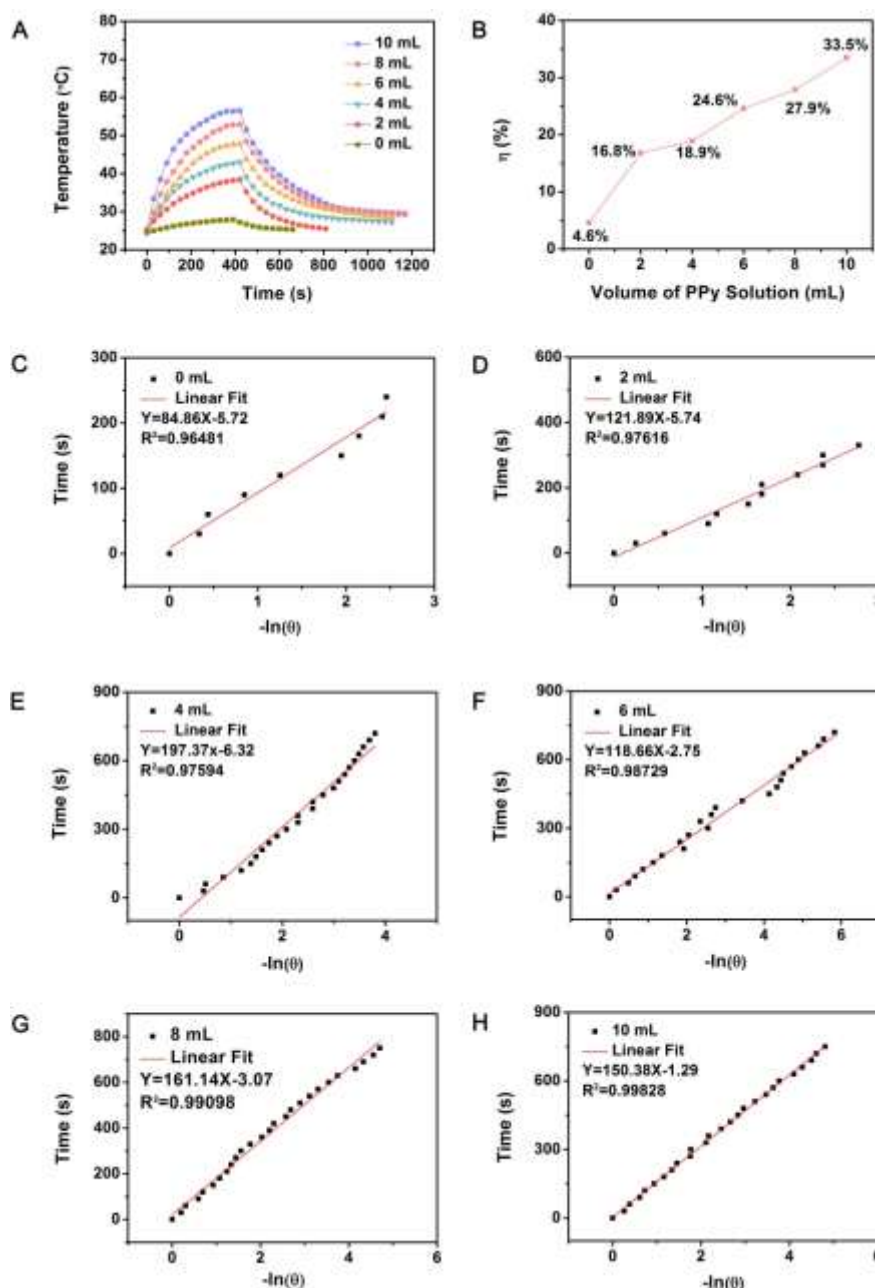 A
80
70
60
50
40
30
20
Temperature (°C)
10 mL
8 mL
6 mL
4 mL
2 mL
0 mL
0 200 400 600 800 1000 1200
Time (s)
B
40
30
20
10
0
η (%)
4.6%
16.8%
18.9%
24.6%
27.9%
33.5%
0 2 4 6 8 10
Volume of PPy Solution (mL)
C
300
200
100
0
Time (s)
0 mL
Linear Fit
Y=84.86X-5.72
R²=0.96481
0 1 2 3
-ln(θ)
D
600
400
200
0
Time (s)
2 mL
Linear Fit
Y=121.89X-5.74
R²=0.97616
0 1 2
-ln(θ)
E
900
600
300
0
Time (s)
4 mL
Linear Fit
Y=197.37x-6.32
R²=0.97594
0 2 4
-ln(θ)
F
900
600
300
0
Time (s)
6 mL
Linear Fit
Y=118.66X-2.75
R²=0.98729
0 2 4 6
-ln(θ)
G
800
600
400
200
0
Time (s)
8 mL
Linear Fit
Y=161.14X-3.07
R²=0.99098
0 2 4 6
-ln(θ)
H
900
600
300
0
Time (s)
10 mL
Linear Fit
Y=150.38X-1.29
R²=0.99828
0 2 4 6
-ln(θ)